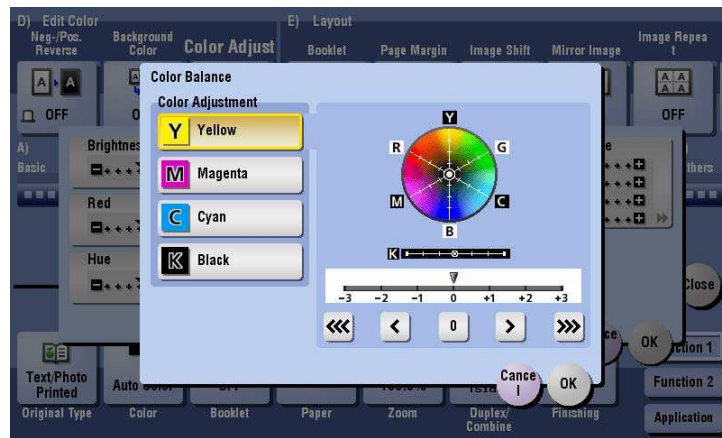 D) Edit Color
E) Layout
Neg-/Pos.
Reverse
Background
Color
Color Adjust
Booklet
Page Margin
Image Shift
Mirror Image
Image Repea
t
A A
A A
A A
OFF
OFF
Color Balance
Color Adjustment
Y Yellow
M Magenta
C Cyan
K Black
Y
R
G
M
C
B
K
-3 -2 -1 0 +1 +2 +3
0
Cance
l
OK
A)
Basic
Red
Hue
thers
Close
OK
ction 1
Function 2
Application
Text/Photo
Printed
Original Type
Auto
Color
Booklet
Paper
Zoom
Duplex/
Combine
Finishing